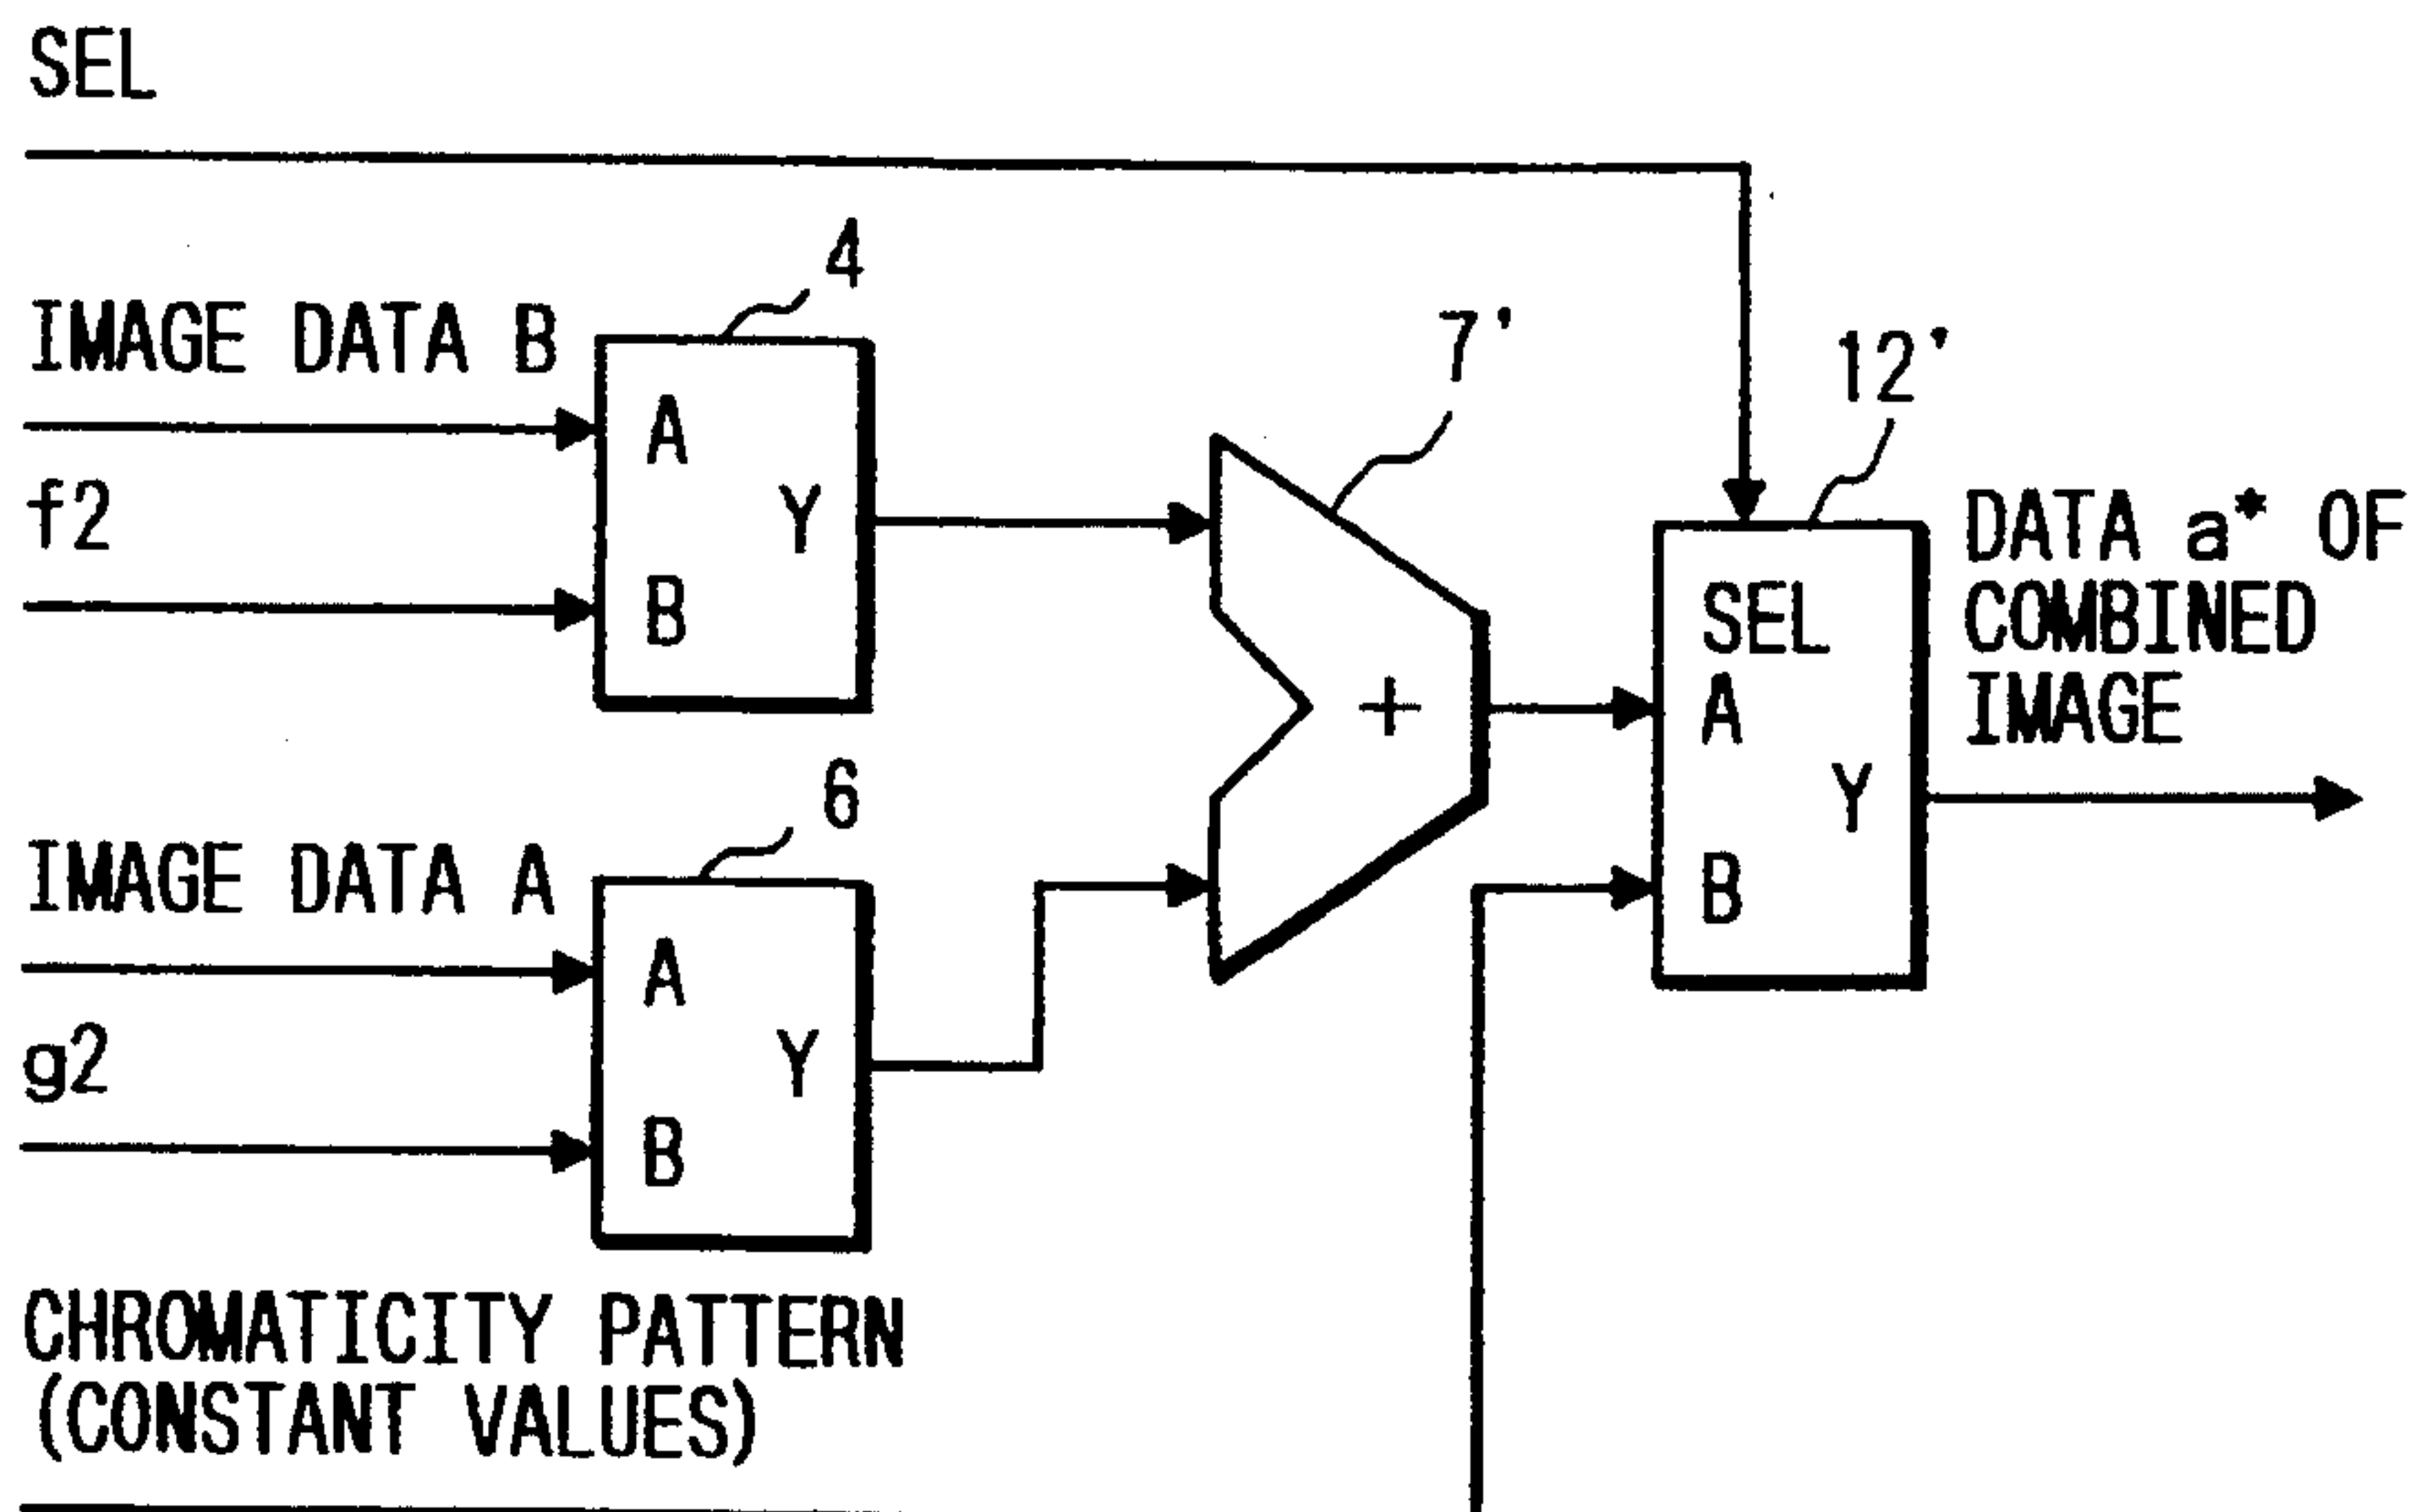 SEL
4
IMAGE DATA B
A
f2
Y
B
7'
12'
DATA a* OF
COMBINED
IMAGE
SEL
A
+
Y
B
6
IMAGE DATA A
A
g2
Y
B
CHROMATICITY PATTERN
(CONSTANT VALUES)